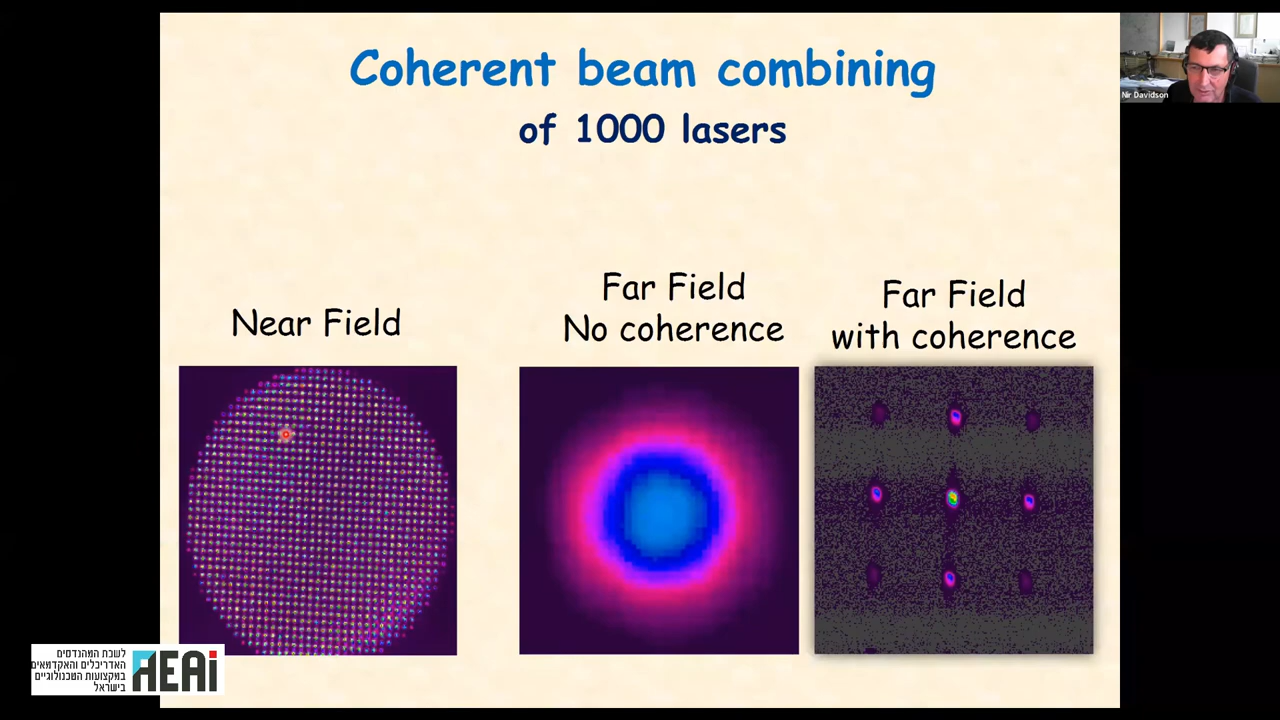 Coherent beam combining
of 1000 lasers
Nir Davidson
Near Field
Far Field
No coherence
Far Field
with coherence
לשכת המהנדסים
האדריכלים והאקדמאים
במקצועות הטכנולוגיים
בישראל
AEAi